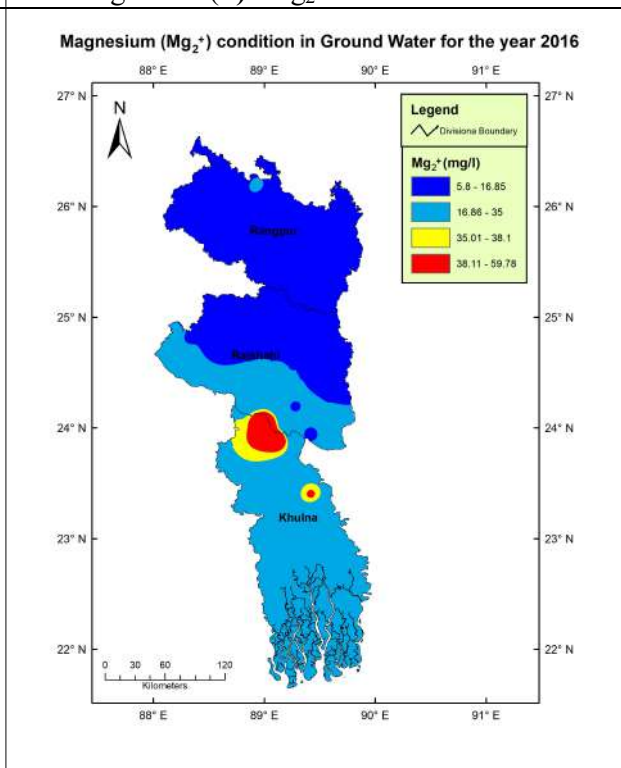 Magnesium (Mg₂⁺) condition in Ground Water for the year 2016
88° E 89° E 90° E 91° E
27° N 27° N
26° N 26° N
25° N 25° N
24° N 24° N
23° N 23° N
22° N 22° N
N
Legend
Divisiona Boundary
Mg₂⁺(mg/l)
5.8 - 16.85
16.86 - 35
35.01 - 38.1
38.11 - 59.78
Rangpur
Rajshahi
Khulna
0 30 60 120
Kilometers
88° E 89° E 90° E 91° E